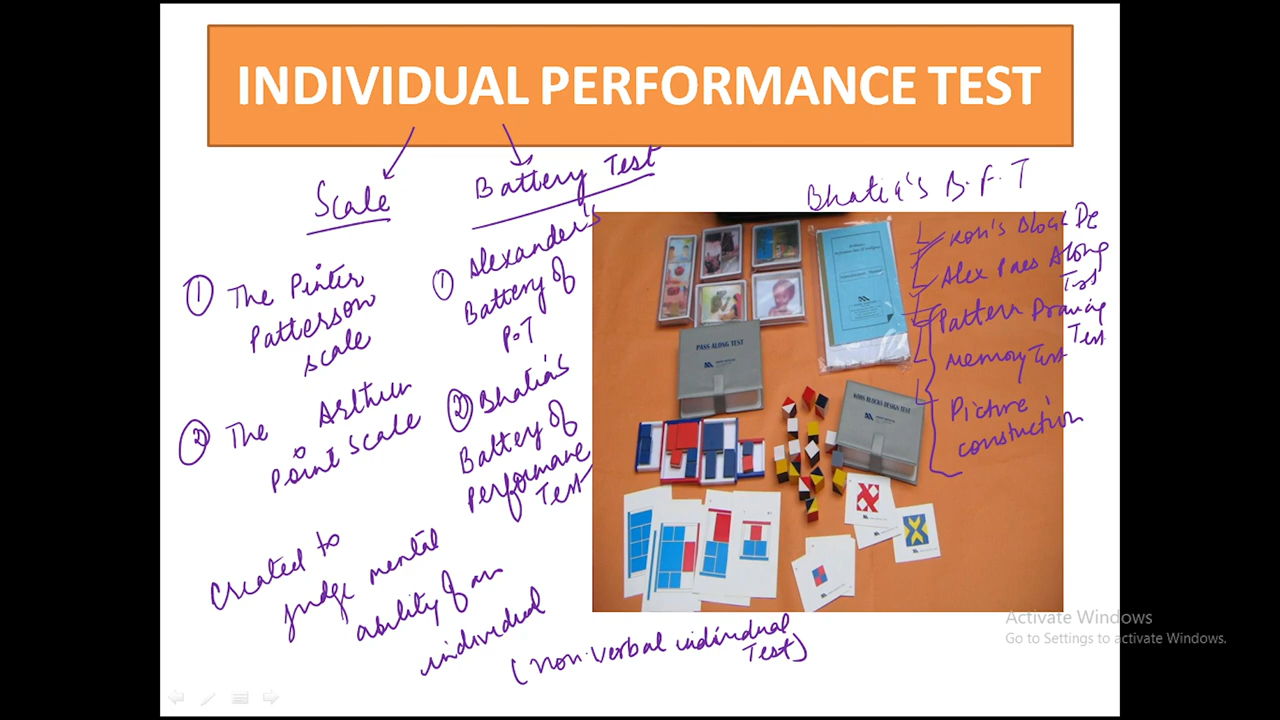 INDIVIDUAL PERFORMANCE TEST
Scale
① The Pinter
Patterson
scale
② The Arthur
Point Scale
Battery Test
① Alexander's
Battery of
P.T
② Bhatia's
Battery of
Performance
Test
Created to
judge mental
ability of an
individual
(Non-Verbal individual
Test)
Bhatia's B.F.T
Koh's Block De
Alex Pass Along
Test
Pattern Drawing
Test
Memory Test
Picture
construction
PASS ALONG TEST
KOHS BLOCKS DESIGN TEST
Activate Windows
Go to Settings to activate Windows.